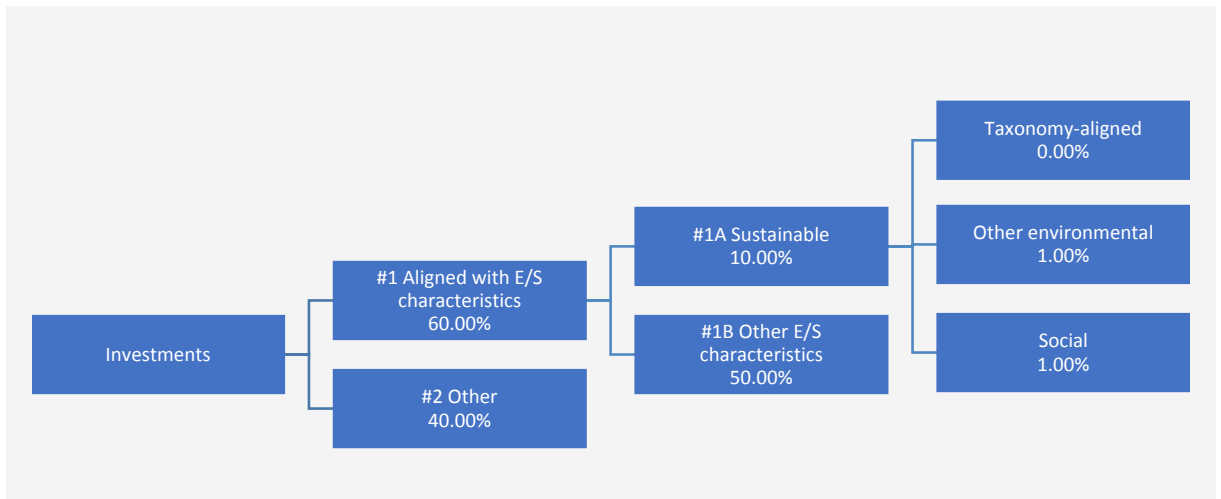 Investments
#1 Aligned with E/S
characteristics
60.00%
#2 Other
40.00%
#1A Sustainable
10.00%
#1B Other E/S
characteristics
50.00%
Taxonomy-aligned
0.00%
Other environmental
1.00%
Social
1.00%